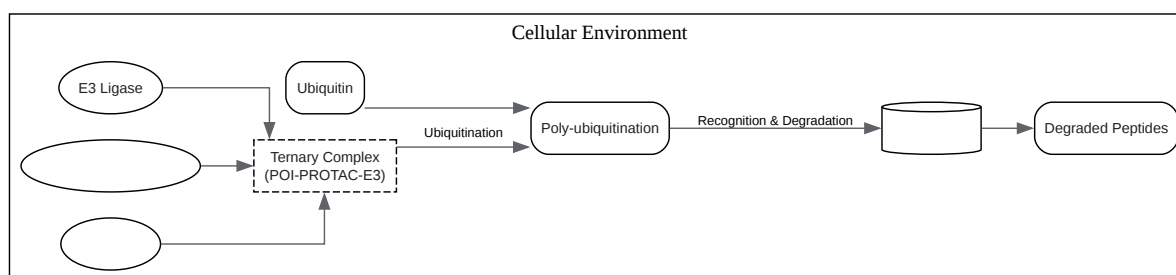 Cellular Environment
E3 Ligase
Ubiquitin
Ubiquitination
Poly-ubiquitination
Recognition & Degradation
Degraded Peptides
Ternary Complex
(POI-PROTAC-E3)